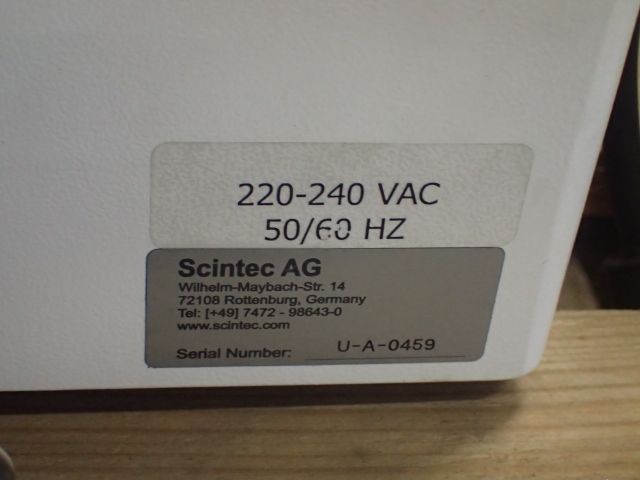 220-240 VAC
50/60 HZ
Scintec AG
Wilhelm-Maybach-Str. 14
72108 Rottenburg, Germany
Tel: [+49] 7472 - 98643-0
www.scintec.com
Serial Number: U-A-0459